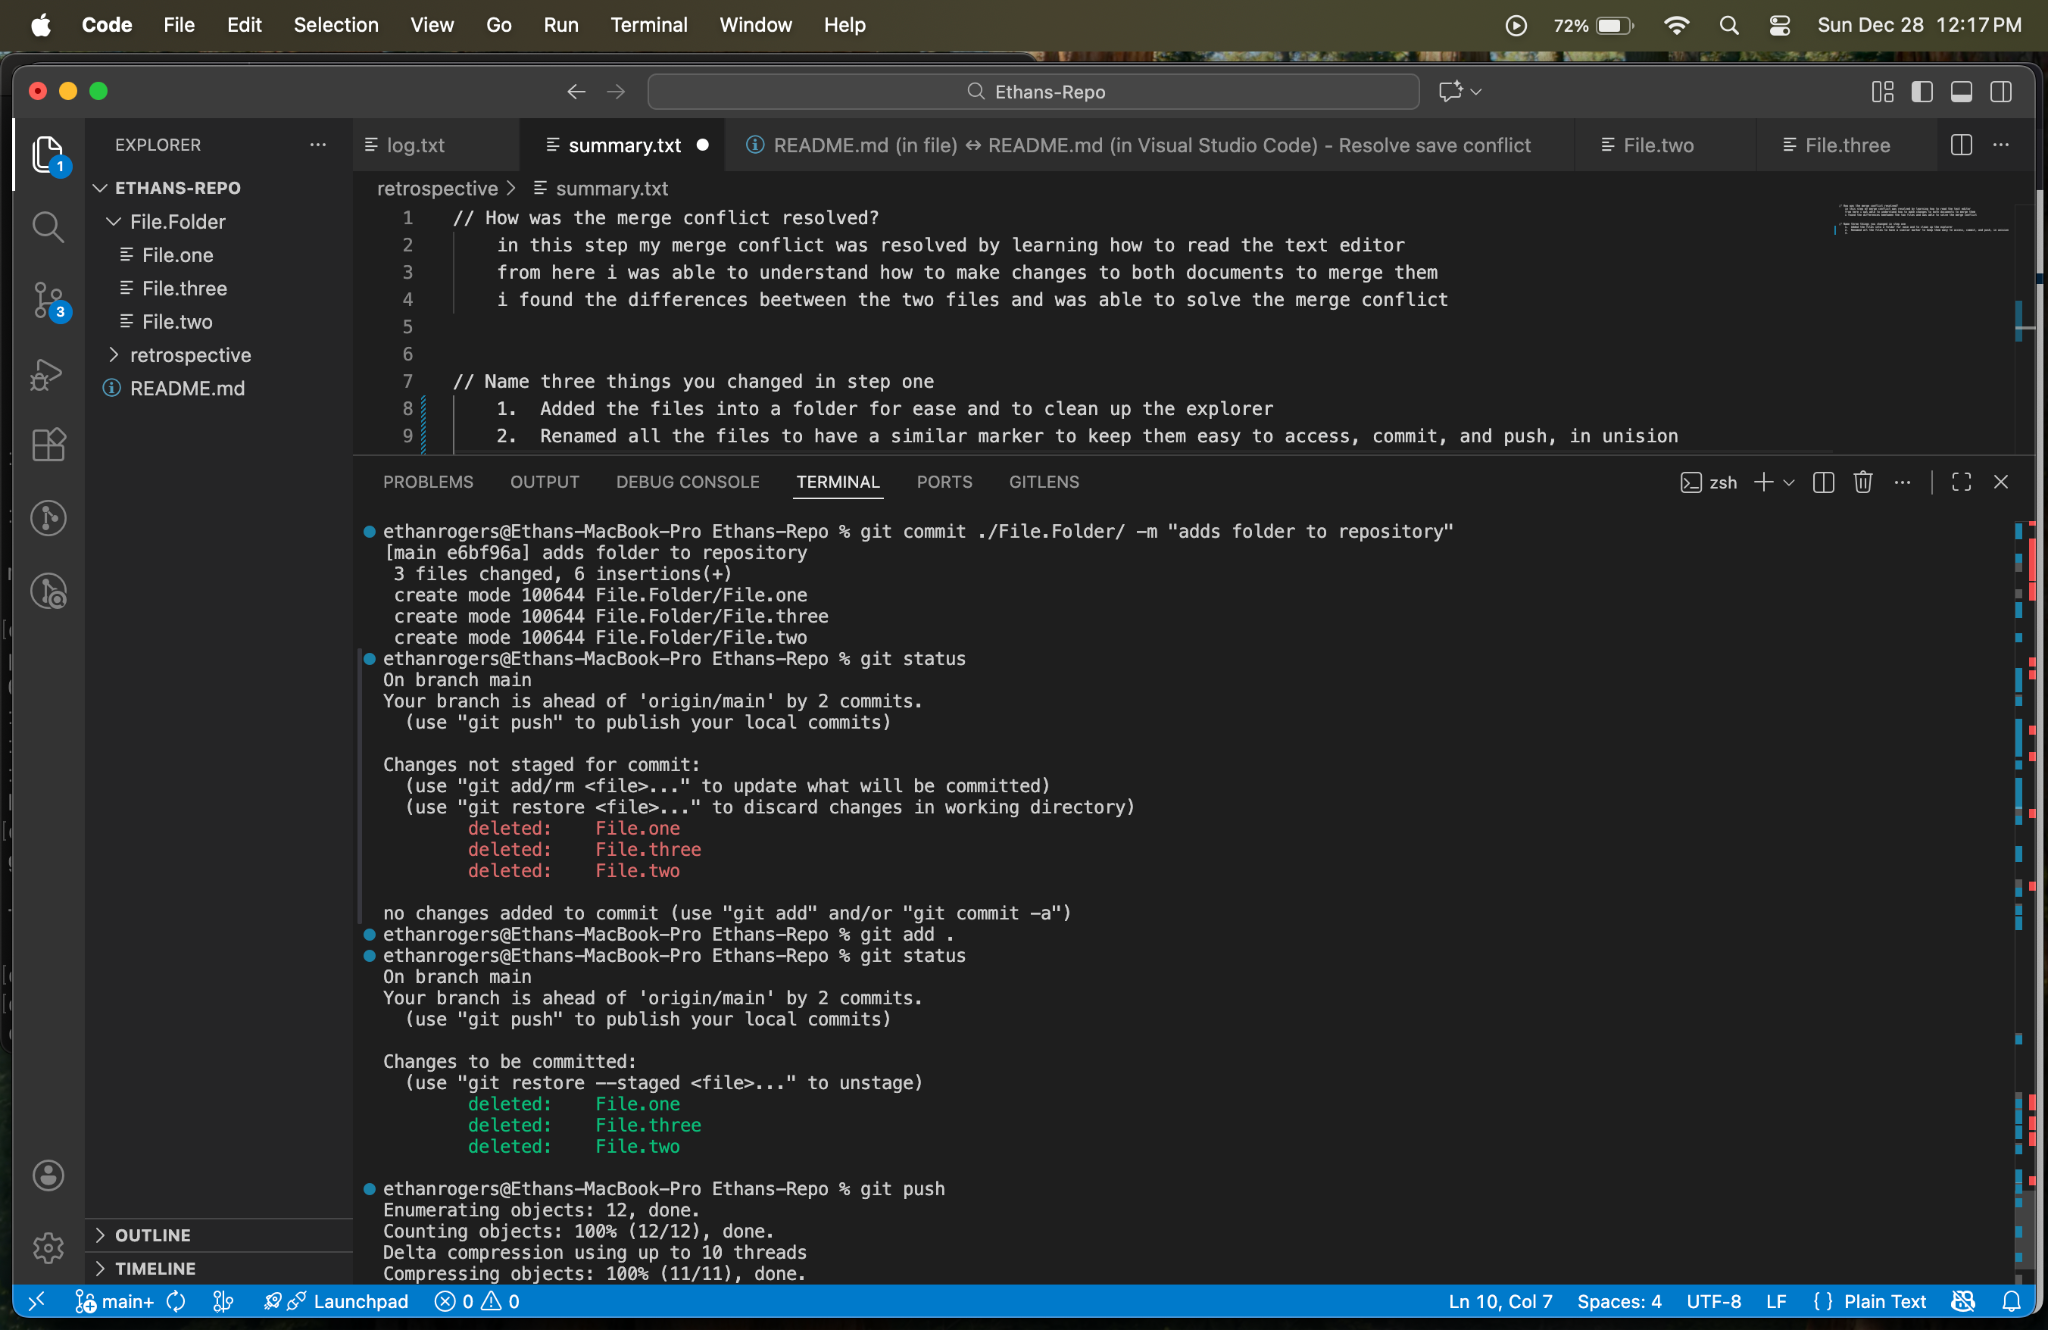 Code File Edit Selection View Go Run Terminal Window Help 72% Sun Dec 28 12:17 PM
Ethans-Repo
EXPLORER
log.txt
summary.txt
README.md (in file) ↔ README.md (in Visual Studio Code) - Resolve save conflict
File.two
File.three
1
3
ETHANS-REPO
File.Folder
File.one
File.three
File.two
retrospective
README.md
OUTLINE
TIMELINE
retrospective > summary.txt
1 // How was the merge conflict resolved?
2 in this step my merge conflict was resolved by learning how to read the text editor
3 from here i was able to understand how to make changes to both documents to merge them
4 i found the differences beetween the two files and was able to solve the merge conflict
5
6
7 // Name three things you changed in step one
8 1. Added the files into a folder for ease and to clean up the explorer
9 2. Renamed all the files to have a similar marker to keep them easy to access, commit, and push, in unision
PROBLEMS OUTPUT DEBUG CONSOLE TERMINAL PORTS GITLENS zsh
ethanrogers@Ethans-MacBook-Pro Ethans-Repo % git commit ./File.Folder/ -m "adds folder to repository"
[main e6bf96a] adds folder to repository
3 files changed, 6 insertions(+)
create mode 100644 File.Folder/File.one
create mode 100644 File.Folder/File.three
create mode 100644 File.Folder/File.two
ethanrogers@Ethans-MacBook-Pro Ethans-Repo % git status
On branch main
Your branch is ahead of 'origin/main' by 2 commits.
(use "git push" to publish your local commits)
Changes not staged for commit:
(use "git add/rm <file>..." to update what will be committed)
(use "git restore <file>..." to discard changes in working directory)
deleted: File.one
deleted: File.three
deleted: File.two
no changes added to commit (use "git add" and/or "git commit -a")
ethanrogers@Ethans-MacBook-Pro Ethans-Repo % git add .
ethanrogers@Ethans-MacBook-Pro Ethans-Repo % git status
On branch main
Your branch is ahead of 'origin/main' by 2 commits.
(use "git push" to publish your local commits)
Changes to be committed:
(use "git restore --staged <file>..." to unstage)
deleted: File.one
deleted: File.three
deleted: File.two
ethanrogers@Ethans-MacBook-Pro Ethans-Repo % git push
Enumerating objects: 12, done.
Counting objects: 100% (12/12), done.
Delta compression using up to 10 threads
Compressing objects: 100% (11/11), done.
main+ Launchpad 0 0 Ln 10, Col 7 Spaces: 4 UTF-8 LF {} Plain Text